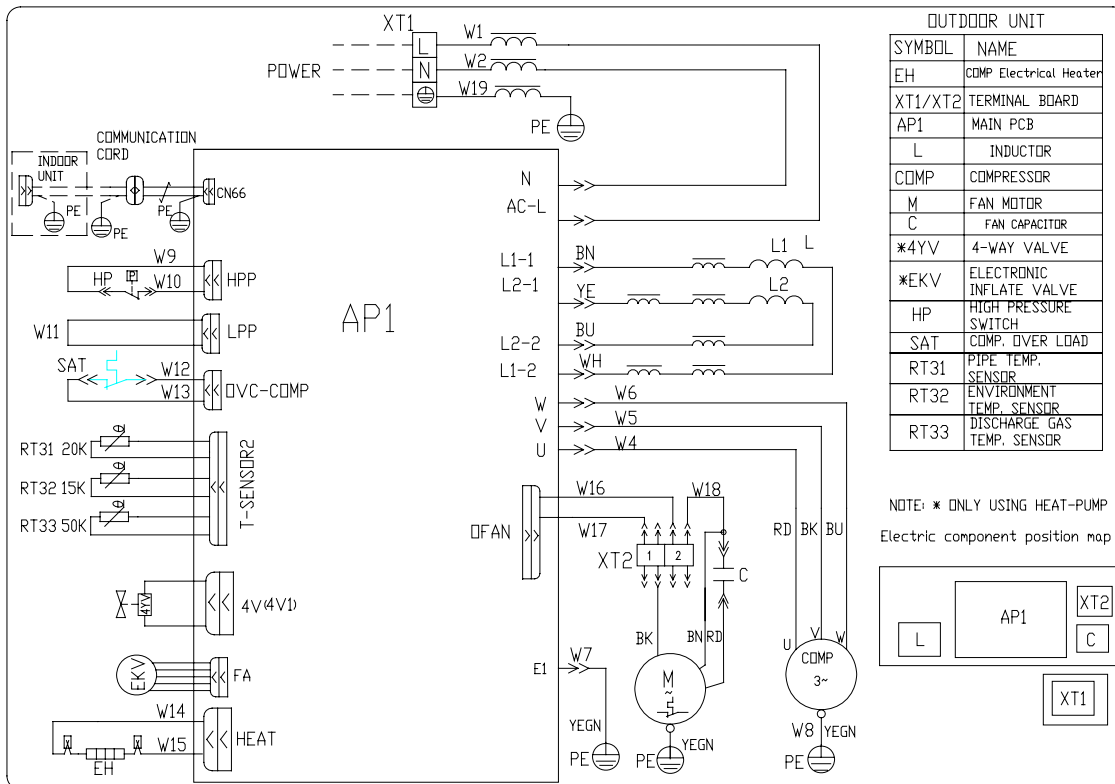 XT1
L
N
POWER
W1
W2
W19
PE
COMMUNICATION
CORD
INDOOR
UNIT
PE
PE
PE
CN66
N
AC-L
W9
HP
P
W10
HPP
W11
LPP
SAT
W12
W13
OVC-COMP
RT31 20K
RT32 15K
RT33 50K
θ
θ
θ
T-SENSOR2
4YV
4V(4V1)
EKV
FA
W14
W15
EH
HEAT
AP1
L1-1
BN
L1
L
L2-1
YE
L2
L2-2
BU
L1-2
WH
W
W6
V
W5
U
W4
OFAN
W16
W17
W18
XT2
1
2
C
RD
BK
BU
BK
BN
RD
M
~
U
V
W
COMP
3~
E1
W7
YEGN
PE
PE
YEGN
W8
YEGN
PE
OUTDOOR UNIT
SYMBOL NAME
EH COMP Electrical Heater
XT1/XT2 TERMINAL BOARD
AP1 MAIN PCB
L INDUCTOR
COMP COMPRESSOR
M FAN MOTOR
C FAN CAPACITOR
*4YV 4-WAY VALVE
*EKV ELECTRONIC
INFLATE VALVE
HP HIGH PRESSURE
SWITCH
SAT COMP. OVER LOAD
RT31 PIPE TEMP.
SENSOR
RT32 ENVIRONMENT
TEMP. SENSOR
RT33 DISCHARGE GAS
TEMP. SENSOR
NOTE: * ONLY USING HEAT-PUMP
Electric component position map
L
AP1
XT2
C
XT1